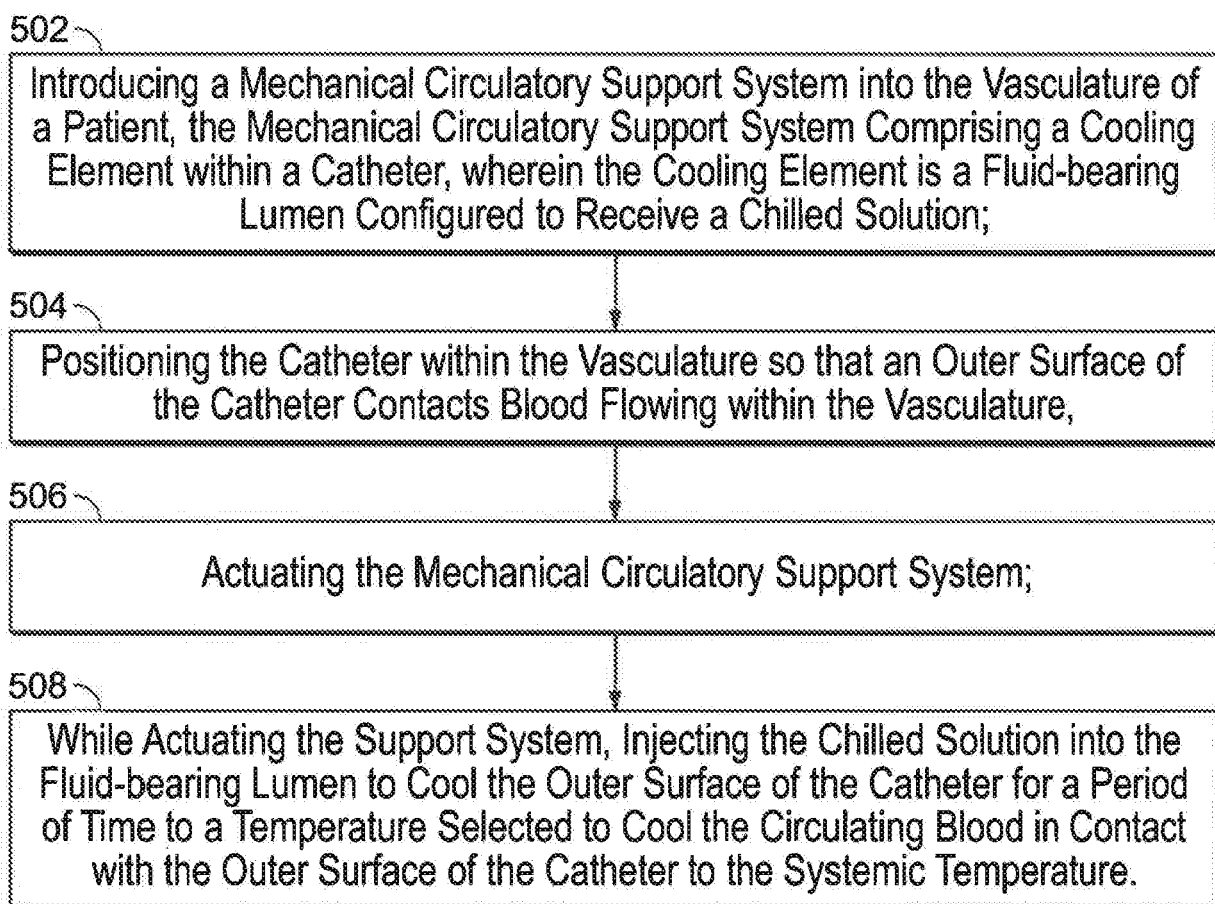 502
Introducing a Mechanical Circulatory Support System into the Vasculature of
a Patient, the Mechanical Circulatory Support System Comprising a Cooling
Element within a Catheter, wherein the Cooling Element is a Fluid-bearing
Lumen Configured to Receive a Chilled Solution;
504
Positioning the Catheter within the Vasculature so that an Outer Surface of
the Catheter Contacts Blood Flowing within the Vasculature,
506
Actuating the Mechanical Circulatory Support System;
508
While Actuating the Support System, Injecting the Chilled Solution into the
Fluid-bearing Lumen to Cool the Outer Surface of the Catheter for a Period
of Time to a Temperature Selected to Cool the Circulating Blood in Contact
with the Outer Surface of the Catheter to the Systemic Temperature.